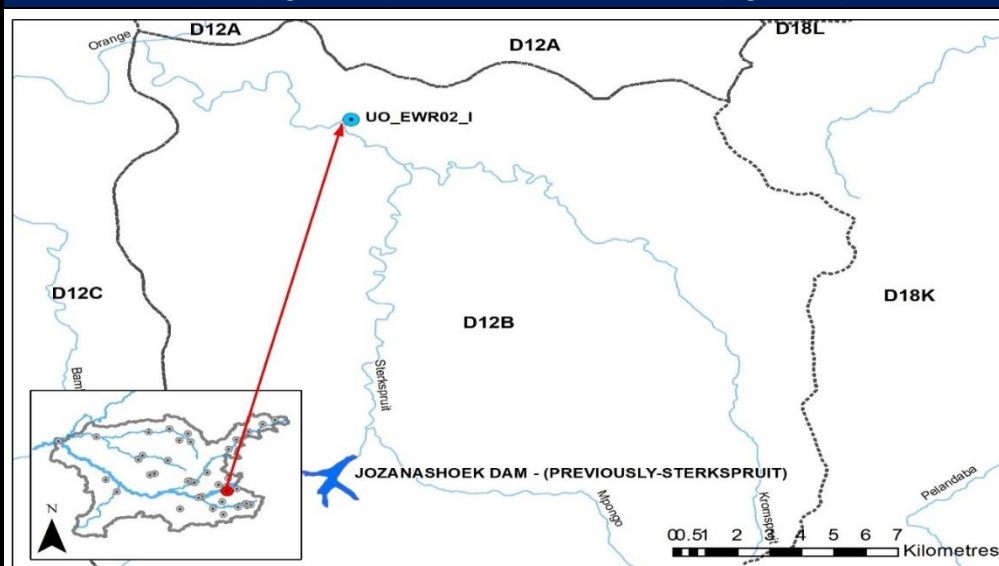 D12A
D18L
Orange
D12A
UO_EWR02_I
D12C
D12B
D18K
Sterkspruit
JOZANASHOEK DAM - (PREVIOUSLY-STERKSPRUIT)
Mpongo
Kromspruit
Pelandaba
N
0 0.5 1 2 3 4 5 6 7
Kilometres